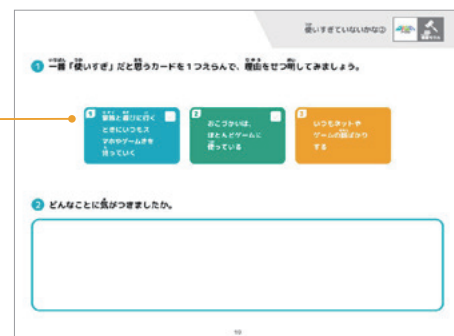 使いすぎていないかな②
1 一番「使いすぎ」だと思うカードを1つえらんで、理由をせつ明してみましょう。
1 家族と遊びに行く
ときにいつもス
マホやゲーム機を
持っていく
2 おこづかいは、
ほとんどゲームに
使っている
3 いつもネットや
ゲームの話ばかり
する
2 どんなことに気がつきましたか。